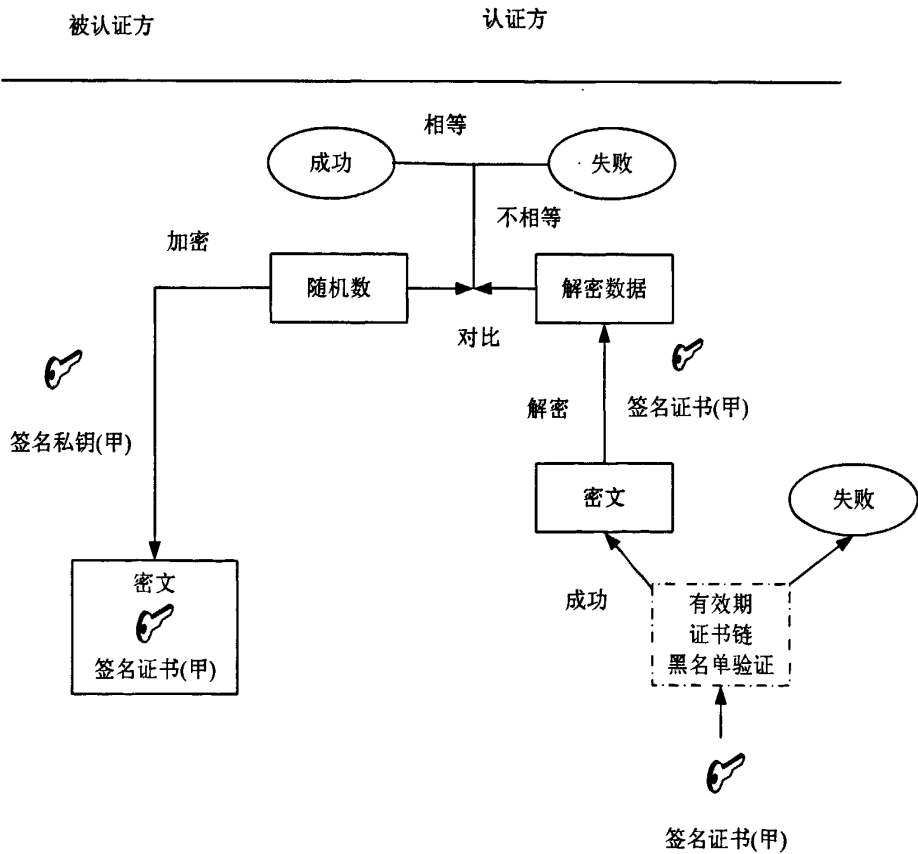 被认证方
认证方
相等
成功
失败
不相等
加密
随机数
解密数据
对比
签名私钥(甲)
解密
签名证书(甲)
密文
失败
密文
签名证书(甲)
成功
有效期
证书链
黑名单验证
签名证书(甲)